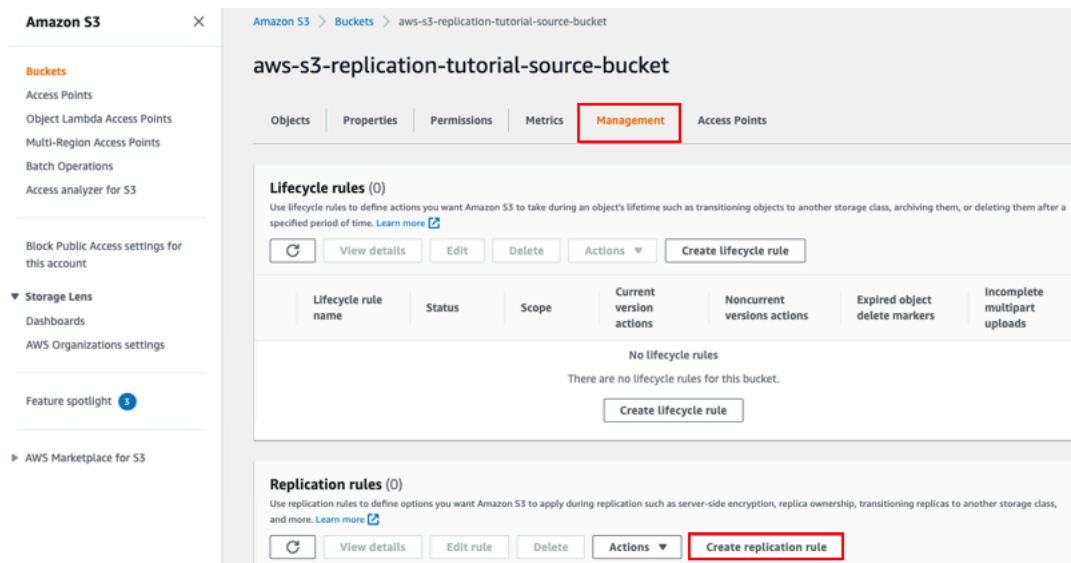 Amazon S3
Amazon S3 > Buckets > aws-s3-replication-tutorial-source-bucket
Buckets
Access Points
Object Lambda Access Points
Multi-Region Access Points
Batch Operations
Access analyzer for S3
Block Public Access settings for
this account
Storage Lens
Dashboards
AWS Organizations settings
Feature spotlight 3
AWS Marketplace for S3
aws-s3-replication-tutorial-source-bucket
Objects Properties Permissions Metrics Management Access Points
Lifecycle rules (0)
Use lifecycle rules to define actions you want Amazon S3 to take during an object's lifetime such as transitioning objects to another storage class, archiving them, or deleting them after a
specified period of time. Learn more
View details Edit Delete Actions Create lifecycle rule
Lifecycle rule name Status Scope Current version actions Noncurrent versions actions Expired object delete markers Incomplete multipart uploads
No lifecycle rules
There are no lifecycle rules for this bucket.
Create lifecycle rule
Replication rules (0)
Use replication rules to define options you want Amazon S3 to apply during replication such as server-side encryption, replica ownership, transitioning replicas to another storage class,
and more. Learn more
View details Edit rule Delete Actions Create replication rule